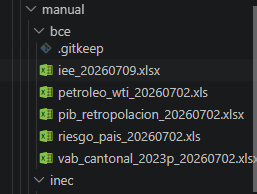 manual
bce
.gitkeep
iee_20260709.xlsx
petroleo_wti_20260702.xls
pib_retropolacion_20260702.xlsx
riesgo_pais_20260702.xls
vab_cantonal_2023p_20260702.xlsx
inec